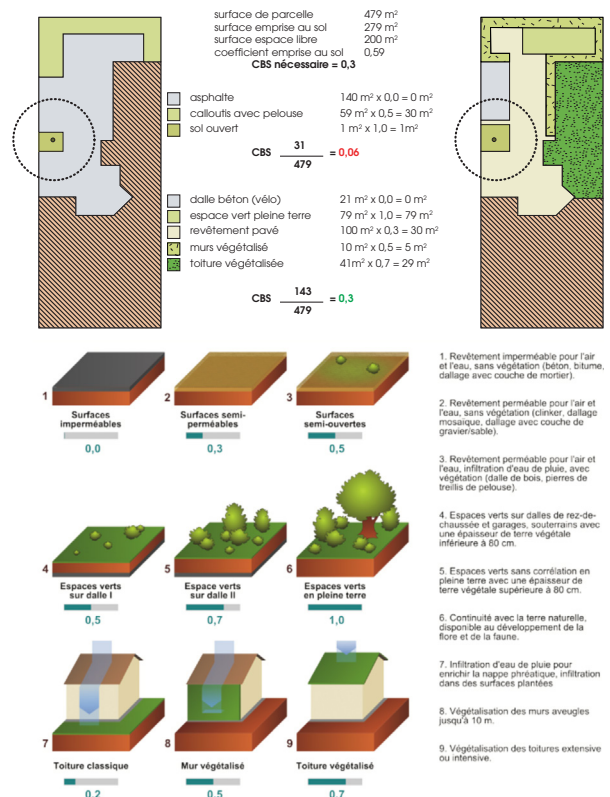 surface de parcelle 479 m²
surface emprise au sol 279 m²
surface espace libre 200 m²
coefficient emprise au sol 0,59
CBS nécessaire = 0,3
asphalte 140 m² x 0,0 = 0 m²
calloutis avec pelouse 59 m² x 0,5 = 30 m²
sol ouvert 1 m² x 1,0 = 1m²
31
CBS = 0,06
479
dalle béton (vélo) 21 m² x 0,0 = 0 m²
espace vert pleine terre 79 m² x 1,0 = 79 m²
revêtement pavé 100 m² x 0,3 = 30 m²
murs végétalisé 10 m² x 0,5 = 5 m²
toiture végétalisée 41m² x 0,7 = 29 m²
143
CBS = 0,3
479
1
Surfaces
imperméables
0,0
2
Surfaces semi-
perméables
0,3
3
Surfaces
semi-ouvertes
0,5
4
Espaces verts
sur dalle I
0,5
5
Espace verts
sur dalle II
0,7
6
Espaces verts
en pleine terre
1,0
7
Toiture classique
0,2
8
Mur végétalisé
0,5
9
Toiture végétalisé
0,7
1. Revêtement imperméable pour l'air
et l'eau, sans végétation (béton, bitume,
dallage avec couche de mortier).
2. Revêtement perméable pour l'air et
l'eau, sans végétation (clinker, dallage
mosaïque, dallage avec couche de
gravier/sable).
3. Revêtement perméable pour l'air et
l'eau, infiltration d'eau de pluie, avec
végétation (dalle de bois, pierres de
treillis de pelouse).
4. Espaces verts sur dalles de rez-de-
chaussée et garages, souterrains avec
une épaisseur de terre végétale
inférieure à 80 cm.
5. Espaces verts sans corrélation en
pleine terre avec une épaisseur de
terre végétale supérieure à 80 cm.
6. Continuité avec la terre naturelle,
disponible au développement de la
flore et de la faune.
7. Infiltration d'eau de pluie pour
enrichir la nappe phréatique, infiltration
dans des surfaces plantées
8. Végétalisation des murs aveugles
jusqu'à 10 m.
9. Végétalisation des toitures extensive
ou intensive.